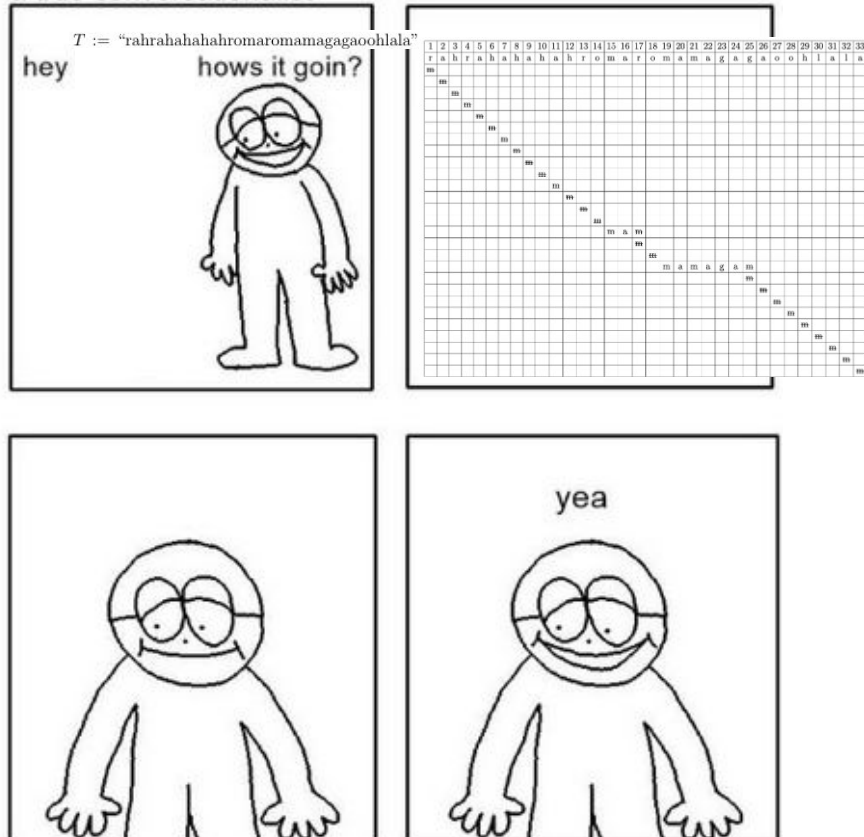 T := “rahrahahahahromaromamagagaoohlala”
hey hows it goin?
1 2 3 4 5 6 7 8 9 10 11 12 13 14 15 16 17 18 19 20 21 22 23 24 25 26 27 28 29 30 31 32 33
r a h r a h a h a h a h r o m a r o m a m a g a g a o o h l a l a
m
m
m
m
m
m
m
m
m
m
m
m
m
m
m a m
m
m
m a m a g a m
m
m
m
m
m
m
m
m
m
yea